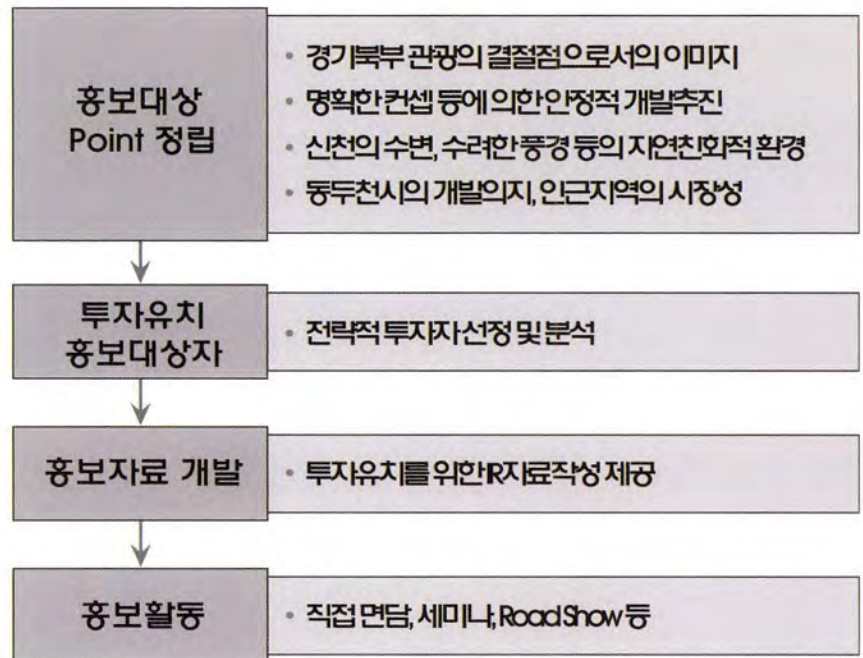 홍보대상
Point 정립
• 경기북부 관광의 결절점으로서의 이미지
• 명확한 컨셉 등에 의한 안정적 개발추진
• 신천의 수변, 수려한 풍경 등의 자연친화적 환경
• 동두천시의 개발의지, 인근지역의 시장성
투자유치
홍보대상자
• 전략적 투자자 선정 및 분석
홍보자료 개발
• 투자유치를 위한 IR자료작성 제공
홍보활동
• 직접 면담, 세미나, Road Show 등